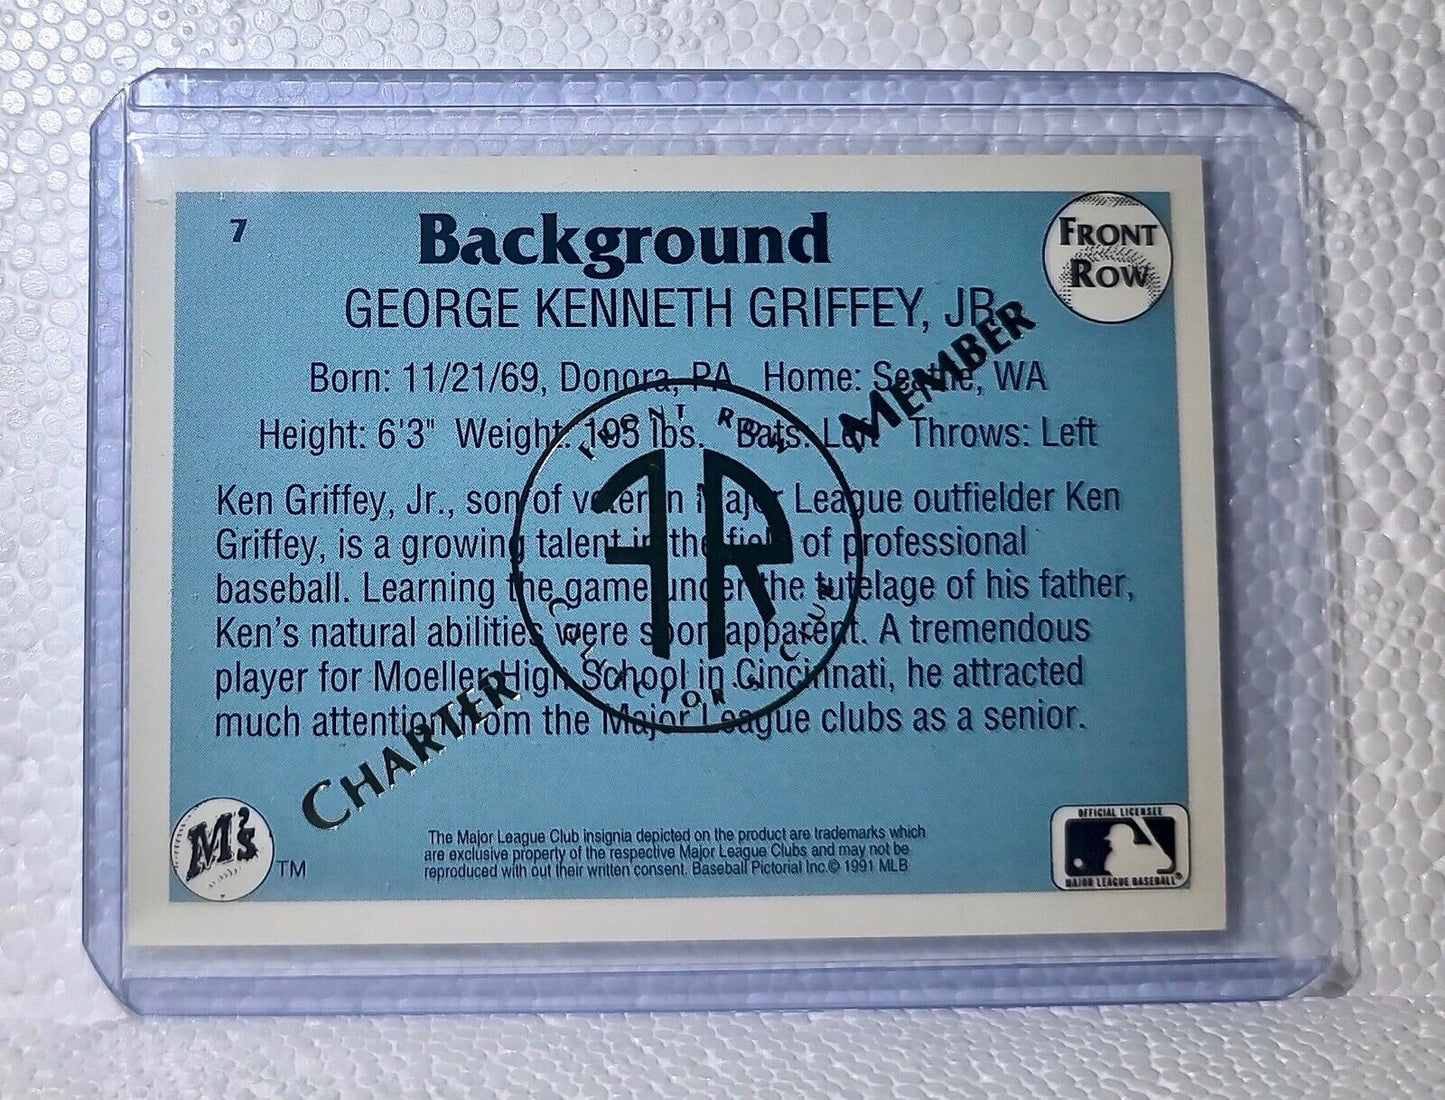 7
Background
FRONT
ROW
GEORGE KENNETH GRIFFEY, JR.
Born: 11/21/69, Donora, PA Home: Seattle, WA
Height: 6'3" Weight: 195 lbs. Bats: Left Throws: Left
Ken Griffey, Jr., son of veteran Major League outfielder Ken
Griffey, is a growing talent in the field of professional
baseball. Learning the game under the tutelage of his father,
Ken's natural abilities were soon apparent. A tremendous
player for Moeller High School in Cincinnati, he attracted
much attention from the Major League clubs as a senior.
CHARTER MEMBER
FRONT ROW
FR
COLLECTORS CLUB
M's
TM
The Major League Club insignia depicted on the product are trademarks which
are exclusive property of the respective Major League Clubs and may not be
reproduced with out their written consent. Baseball Pictorial Inc.© 1991 MLB
OFFICIAL LICENSEE
MAJOR LEAGUE BASEBALL®